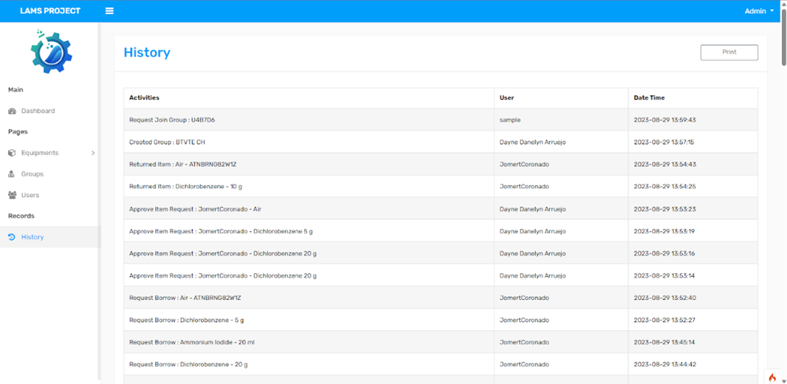 LAMS PROJECT
Admin
Main
Dashboard
Pages
Equipments
Groups
Users
Records
History
History
Print
Activities User Date Time
Request Join Group : U4B7O6 sample 2023-08-29 13:59:43
Created Group : BTVTE CH Dayne Danelyn Arruejo 2023-08-29 13:57:15
Returned Item : Air - ATNBRNG82W1Z JomertCoronado 2023-08-29 13:54:43
Returned Item : Dichlorobenzene - 10 g JomertCoronado 2023-08-29 13:54:25
Approve Item Request : JomertCoronado - Air Dayne Danelyn Arruejo 2023-08-29 13:53:23
Approve Item Request : JomertCoronado - Dichlorobenzene 5 g Dayne Danelyn Arruejo 2023-08-29 13:53:19
Approve Item Request : JomertCoronado - Dichlorobenzene 20 g Dayne Danelyn Arruejo 2023-08-29 13:53:16
Approve Item Request : JomertCoronado - Dichlorobenzene 20 g Dayne Danelyn Arruejo 2023-08-29 13:53:14
Request Borrow : Air - ATNBRNG82W1Z JomertCoronado 2023-08-29 13:52:40
Request Borrow : Dichlorobenzene - 5 g JomertCoronado 2023-08-29 13:52:27
Request Borrow : Ammonium Iodide - 20 ml JomertCoronado 2023-08-29 13:45:14
Request Borrow : Dichlorobenzene - 20 g JomertCoronado 2023-08-29 13:44:42